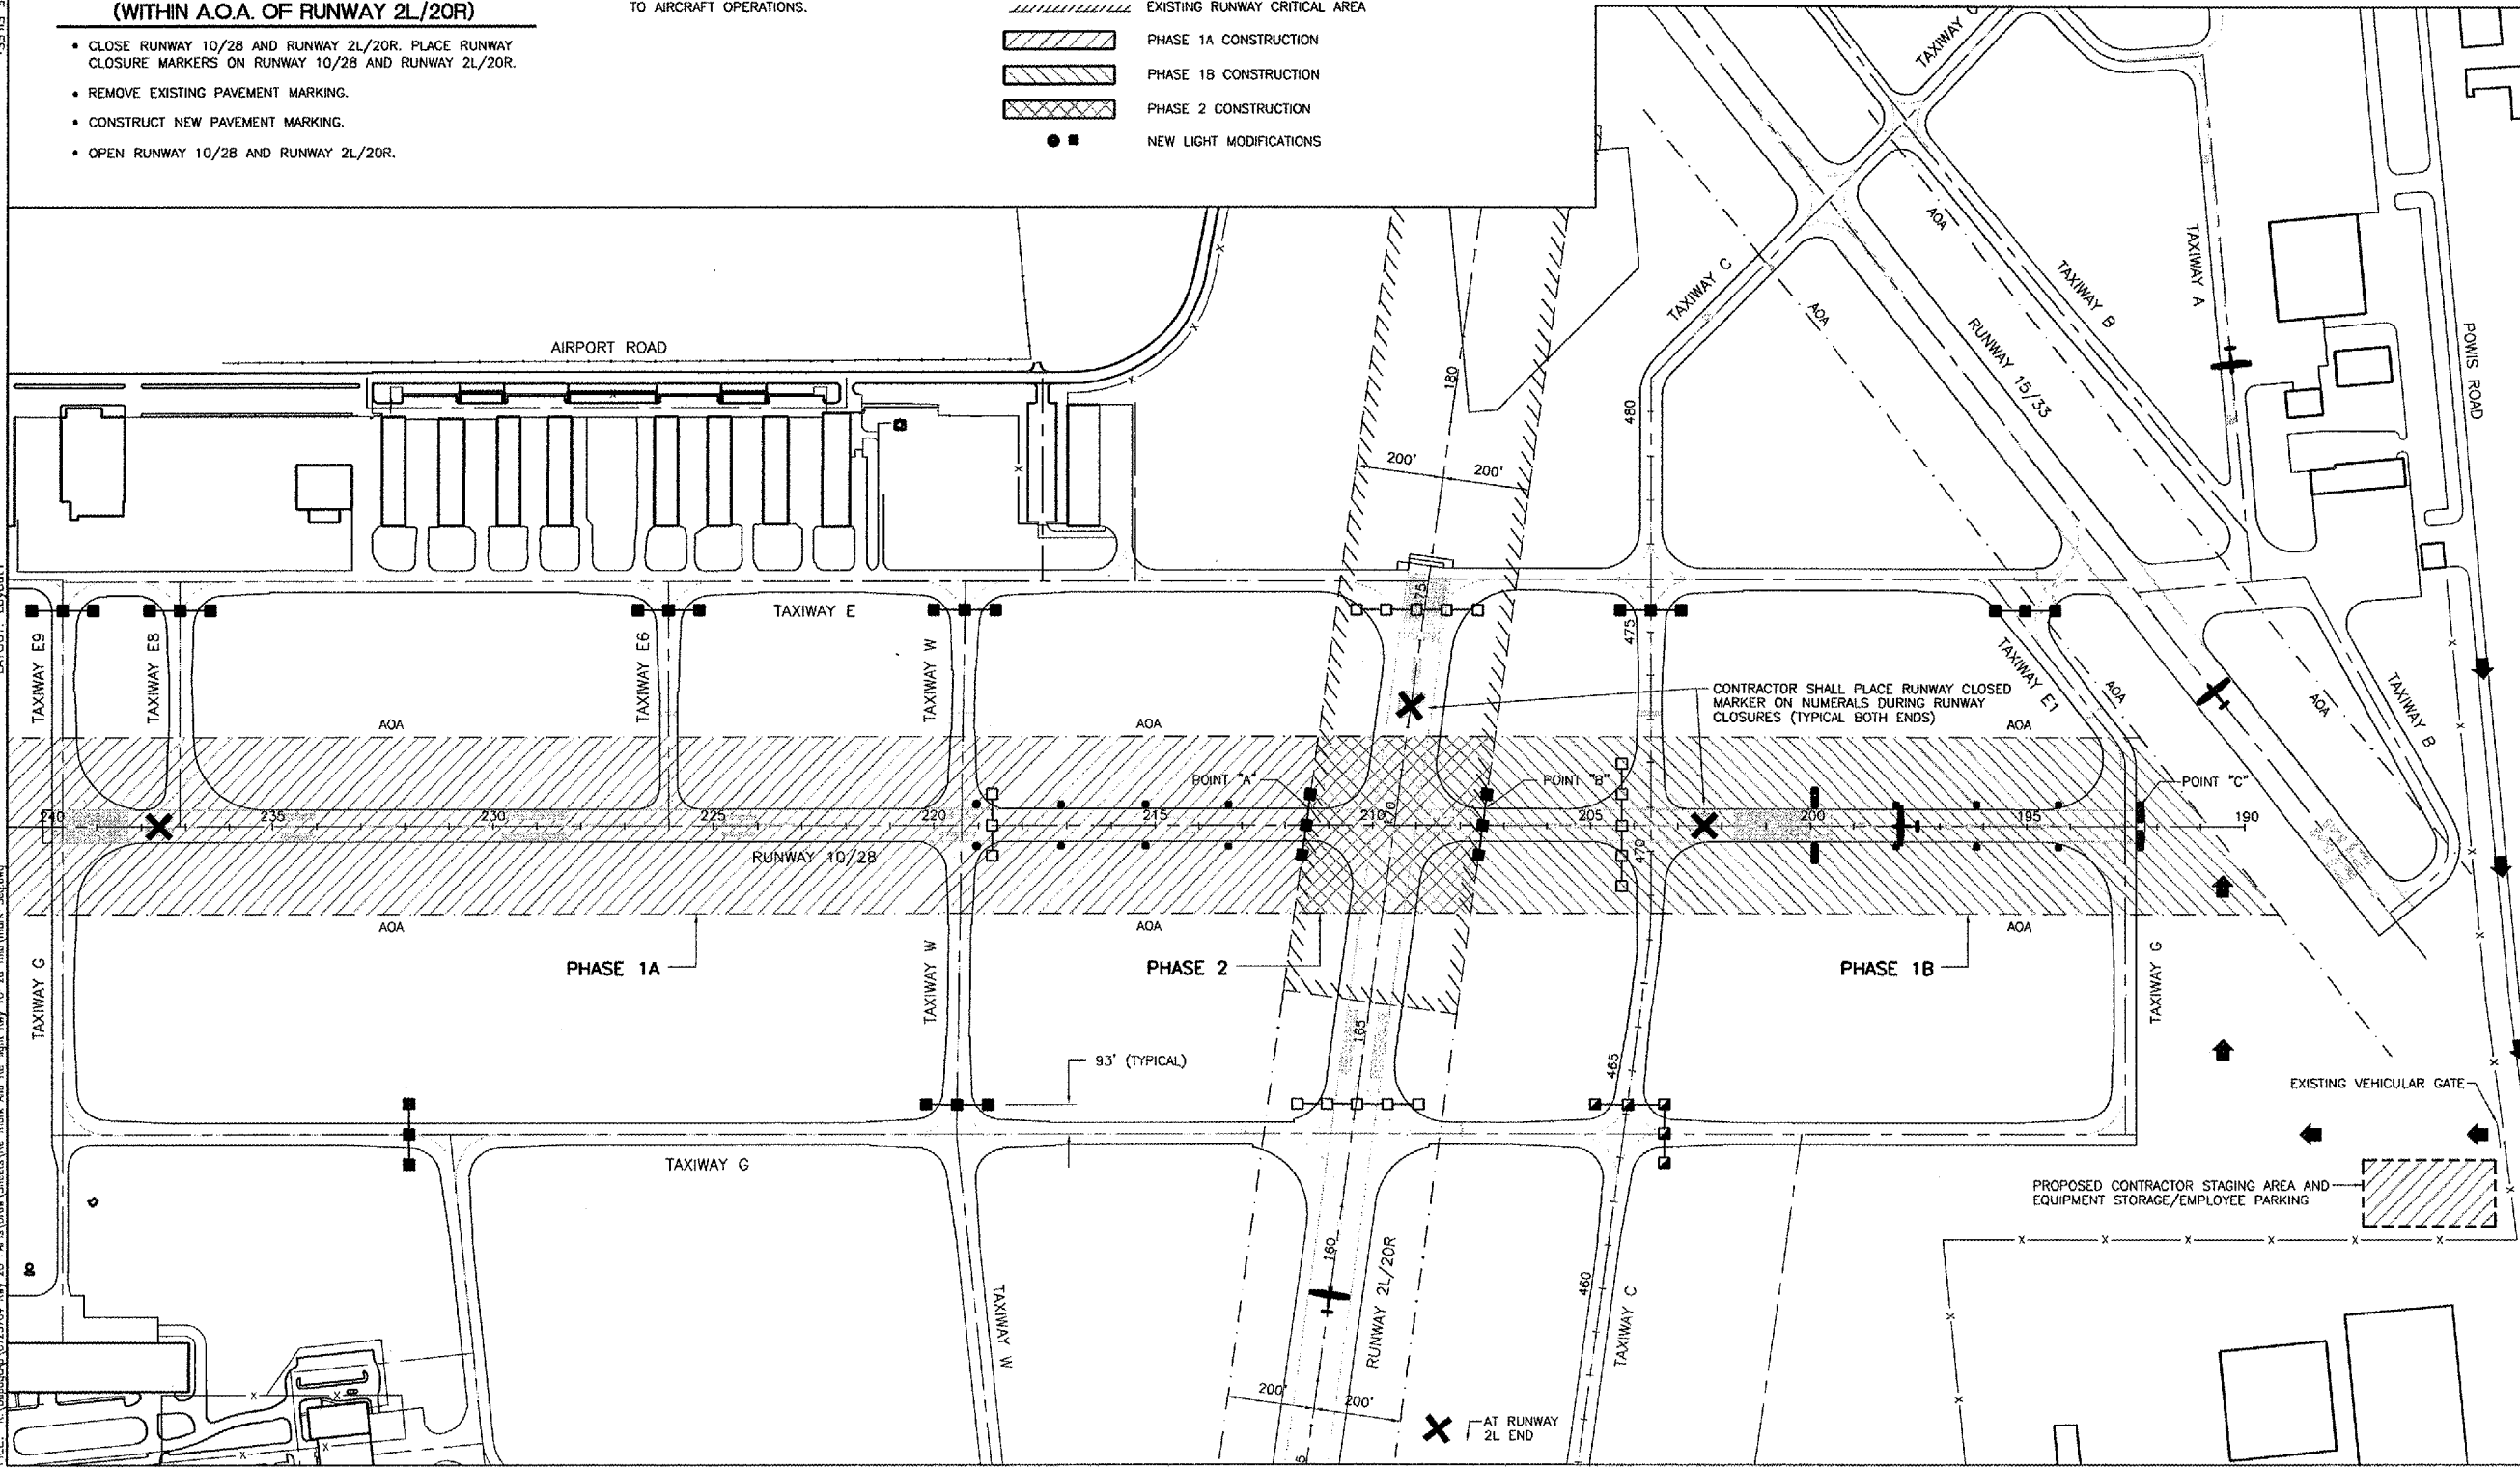 (WITHIN A.O.A. OF RUNWAY 2L/20R)
• CLOSE RUNWAY 10/28 AND RUNWAY 2L/20R. PLACE RUNWAY
CLOSURE MARKERS ON RUNWAY 10/28 AND RUNWAY 2L/20R.
• REMOVE EXISTING PAVEMENT MARKING.
• CONSTRUCT NEW PAVEMENT MARKING.
• OPEN RUNWAY 10/28 AND RUNWAY 2L/20R.
TO AIRCRAFT OPERATIONS.
EXISTING RUNWAY CRITICAL AREA
PHASE 1A CONSTRUCTION
PHASE 1B CONSTRUCTION
PHASE 2 CONSTRUCTION
NEW LIGHT MODIFICATIONS
AIRPORT ROAD
TAXIWAY C
TAXIWAY C
AOA
AOA
TAXIWAY B
RUNWAY 15/33
TAXIWAY A
POWIS ROAD
180
480
200'
200'
TAXIWAY E
175
475
TAXIWAY E9
TAXIWAY E8
TAXIWAY E6
TAXIWAY W
TAXIWAY E1
AOA
AOA
TAXIWAY B
CONTRACTOR SHALL PLACE RUNWAY CLOSED
MARKER ON NUMERALS DURING RUNWAY
CLOSURES (TYPICAL BOTH ENDS)
AOA
AOA
AOA
POINT "A"
POINT "B"
POINT "C"
240
235
230
225
220
215
210
205
200
195
190
170
470
RUNWAY 10/28
AOA
AOA
AOA
PHASE 1A
PHASE 2
PHASE 1B
TAXIWAY G
TAXIWAY W
TAXIWAY G
165
465
93' (TYPICAL)
EXISTING VEHICULAR GATE
TAXIWAY G
PROPOSED CONTRACTOR STAGING AREA AND
EQUIPMENT STORAGE/EMPLOYEE PARKING
160
460
TAXIWAY W
RUNWAY 2L/20R
TAXIWAY C
200'
200'
AT RUNWAY
2L END